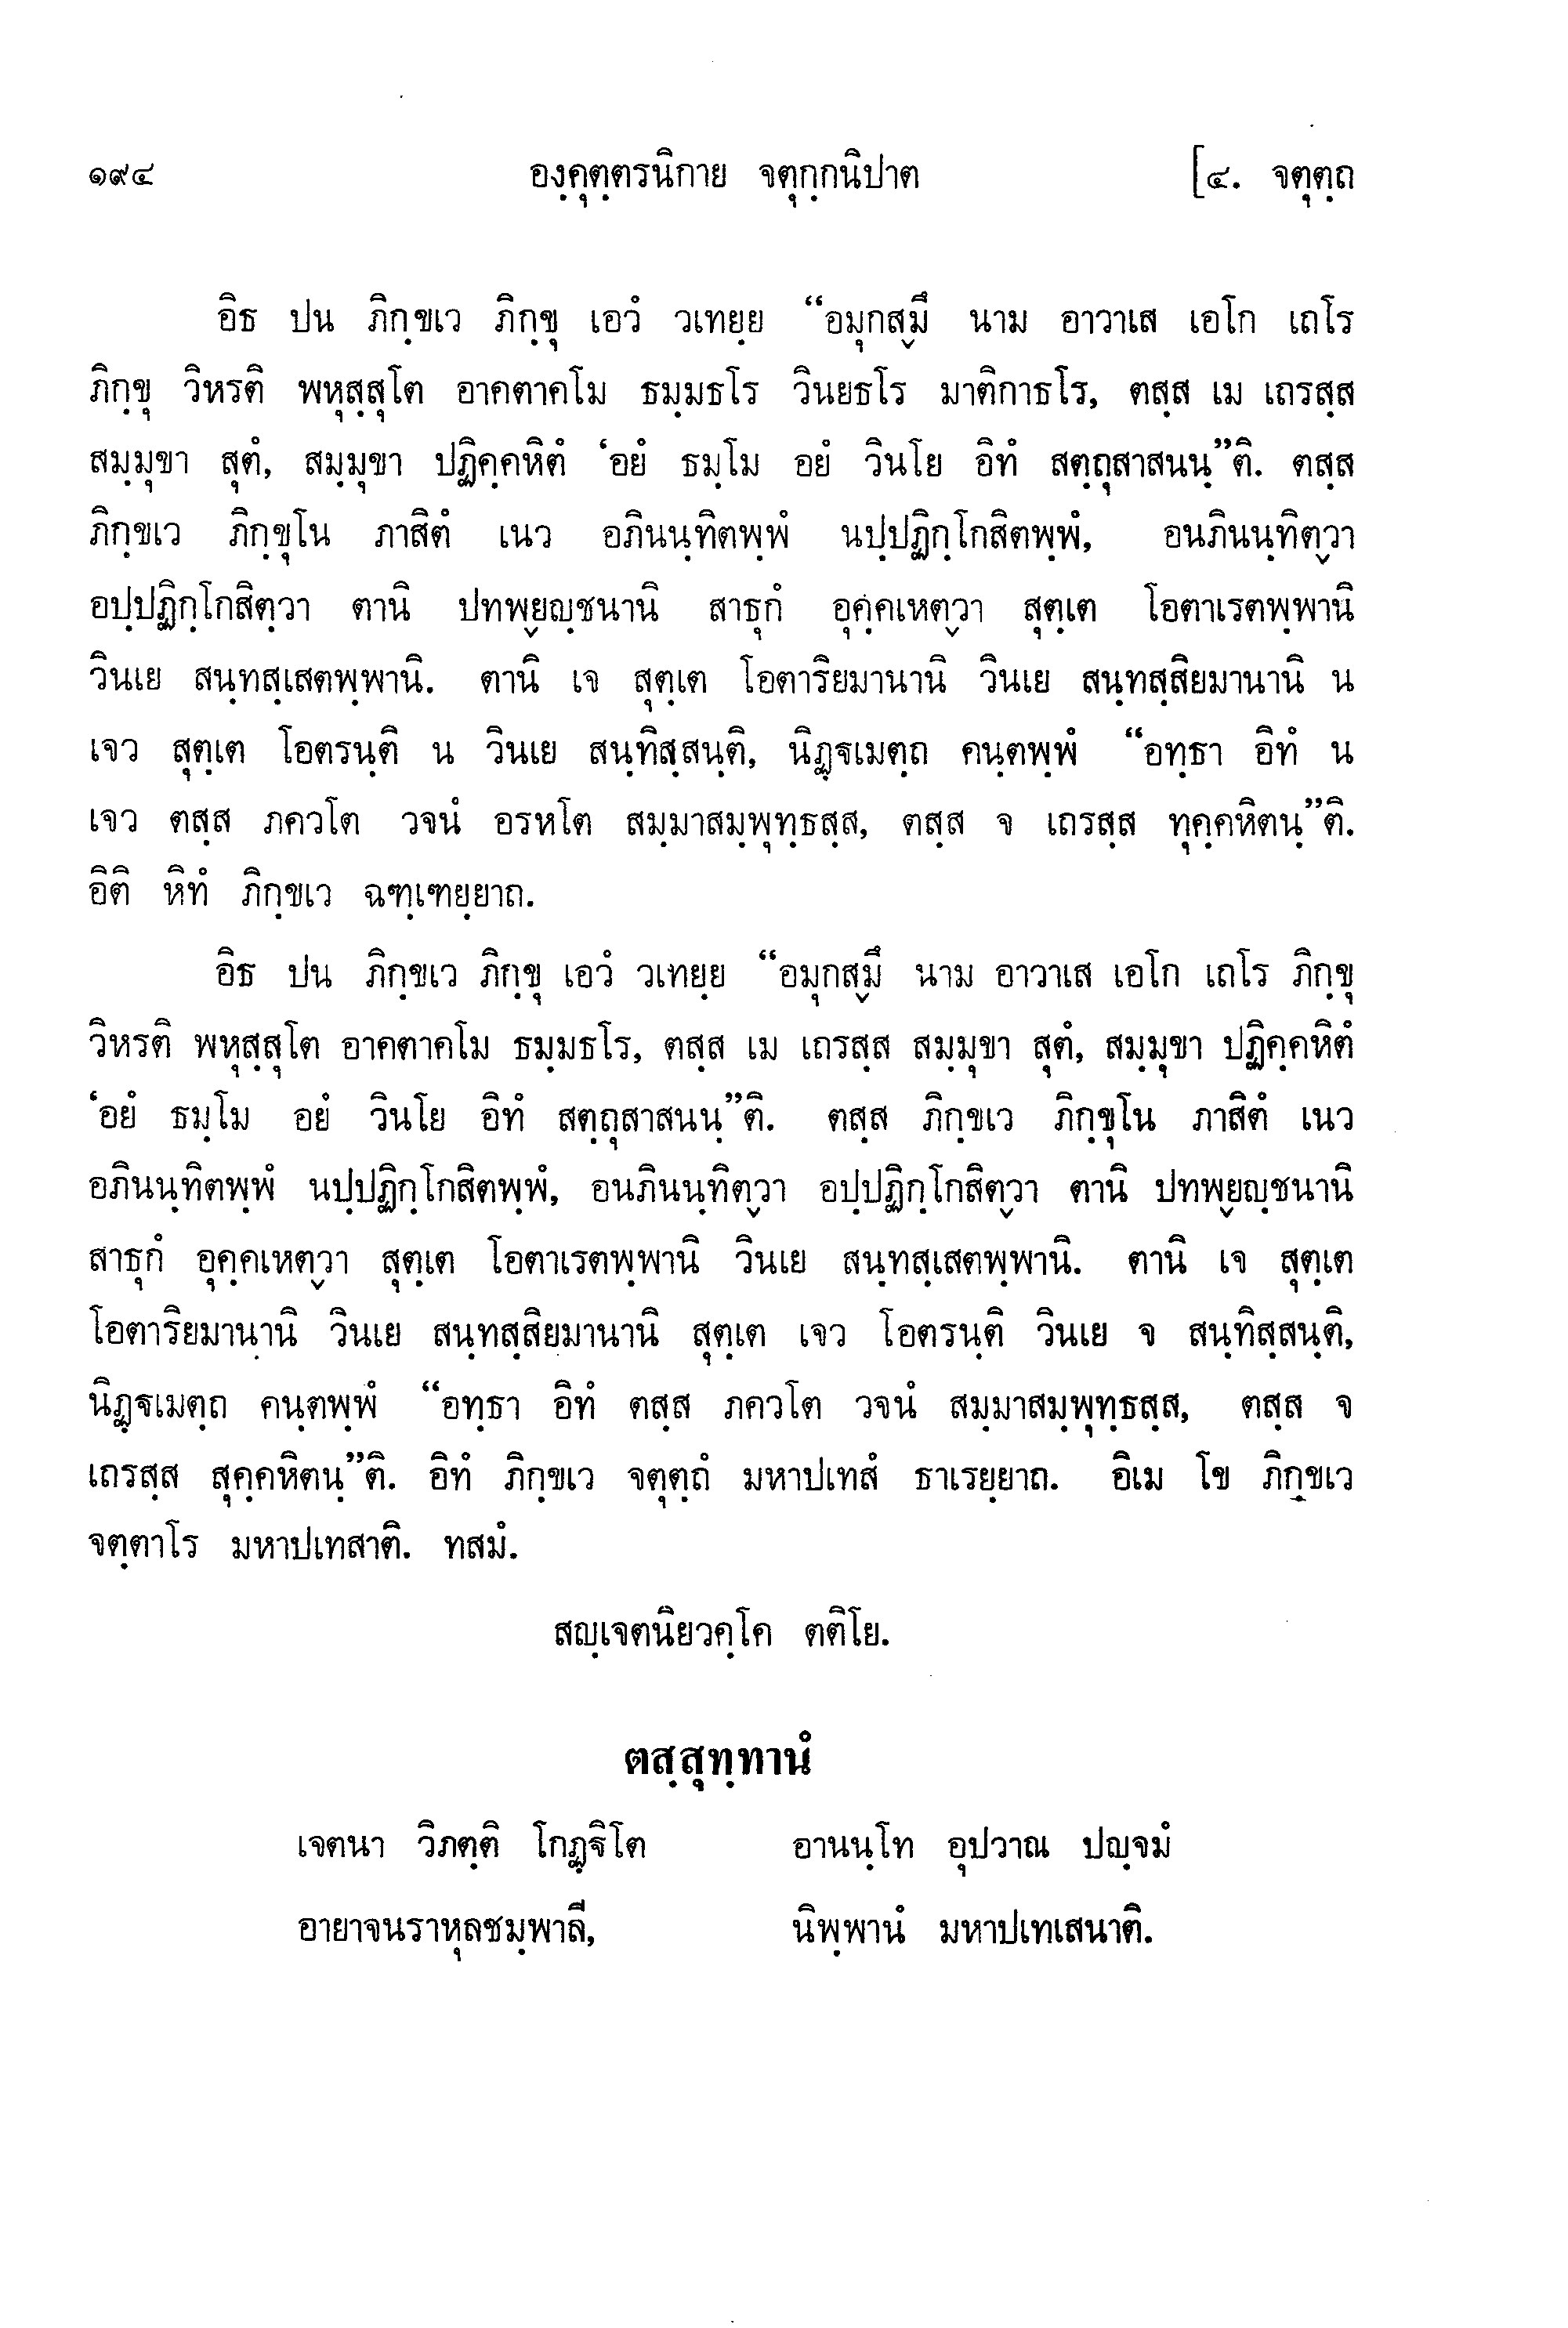 ๑๙๔ องฺคุตฺตรนิกาย จตุกฺกนิปาต [๔. จตุตฺถ
อิธ ปน ภิกฺขเว ภิกฺขุ เอวํ วเทยฺย “อมุกสฺมึ นาม อาวาเส เอโก เถโร
ภิกฺขุ วิหรติ พหุสฺสุโต อาคตาคโม ธมฺมธโร วินยธโร มาติกาธโร, ตสฺส เม เถรสฺส
สมฺมุขา สุตํ, สมฺมุขา ปฏิคฺคหิตํ ‘อยํ ธมฺโม อยํ วินโย อิทํ สตฺถุสาสนนฺ”ติ. ตสฺส
ภิกฺขเว ภิกฺขุโน ภาสิตํ เนว อภินนฺทิตพฺพํ นปฺปฏิกฺโกสิตพฺพํ, อนภินนฺทิตฺวา
อปฺปฏิกฺโกสิตฺวา ตานิ ปทพฺยญฺชนานิ สาธุกํ อุคฺคเหตฺวา สุตฺเต โอตาเรตพฺพานิ
วินเย สนฺทสฺเสตพฺพานิ. ตานิ เจ สุตฺเต โอตาริยมานานิ วินเย สนฺทสฺสิยมานานิ น
เจว สุตฺเต โอตรนฺติ น วินเย สนฺทิสฺสนฺติ, นิฏฺฐเมตฺถ คนฺตพฺพํ “อทฺธา อิทํ น
เจว ตสฺส ภควโต วจนํ อรหโต สมฺมาสมฺพุทฺธสฺส, ตสฺส จ เถรสฺส ทุคฺคหิตนฺ”ติ.
อิติ หิทํ ภิกฺขเว ฉฑฺเฑยฺยาถ.
อิธ ปน ภิกฺขเว ภิกฺขุ เอวํ วเทยฺย “อมุกสฺมึ นาม อาวาเส เอโก เถโร ภิกฺขุ
วิหรติ พหุสฺสุโต อาคตาคโม ธมฺมธโร, ตสฺส เม เถรสฺส สมฺมุขา สุตํ, สมฺมุขา ปฏิคฺคหิตํ
‘อยํ ธมฺโม อยํ วินโย อิทํ สตฺถุสาสนนฺ”ติ. ตสฺส ภิกฺขเว ภิกฺขุโน ภาสิตํ เนว
อภินนฺทิตพฺพํ นปฺปฏิกฺโกสิตพฺพํ, อนภินนฺทิตฺวา อปฺปฏิกฺโกสิตฺวา ตานิ ปทพฺยญฺชนานิ
สาธุกํ อุคฺคเหตฺวา สุตฺเต โอตาเรตพฺพานิ วินเย สนฺทสฺเสตพฺพานิ. ตานิ เจ สุตฺเต
โอตาริยมานานิ วินเย สนฺทสฺสิยมานานิ สุตฺเต เจว โอตรนฺติ วินเย จ สนฺทิสฺสนฺติ,
นิฏฺฐเมตฺถ คนฺตพฺพํ “อทฺธา อิทํ ตสฺส ภควโต วจนํ สมฺมาสมฺพุทฺธสฺส, ตสฺส จ
เถรสฺส สุคฺคหิตนฺ”ติ. อิทํ ภิกฺขเว จตุตฺถํ มหาปเทสํ ธาเรยฺยาถ. อิเม โข ภิกฺขเว
จตฺตาโร มหาปเทสาติ. ทสมํ.
สญฺเจตนิยวคฺโค ตติโย.
ตสฺสุทฺทานํ
เจตนา วิภตฺติ โกฏฺฐิโต อานนฺโท อุปวาณ ปญฺจมํ
อายาจนราหุลชมฺพาลี, นิพฺพานํ มหาปเทเสนาติ.